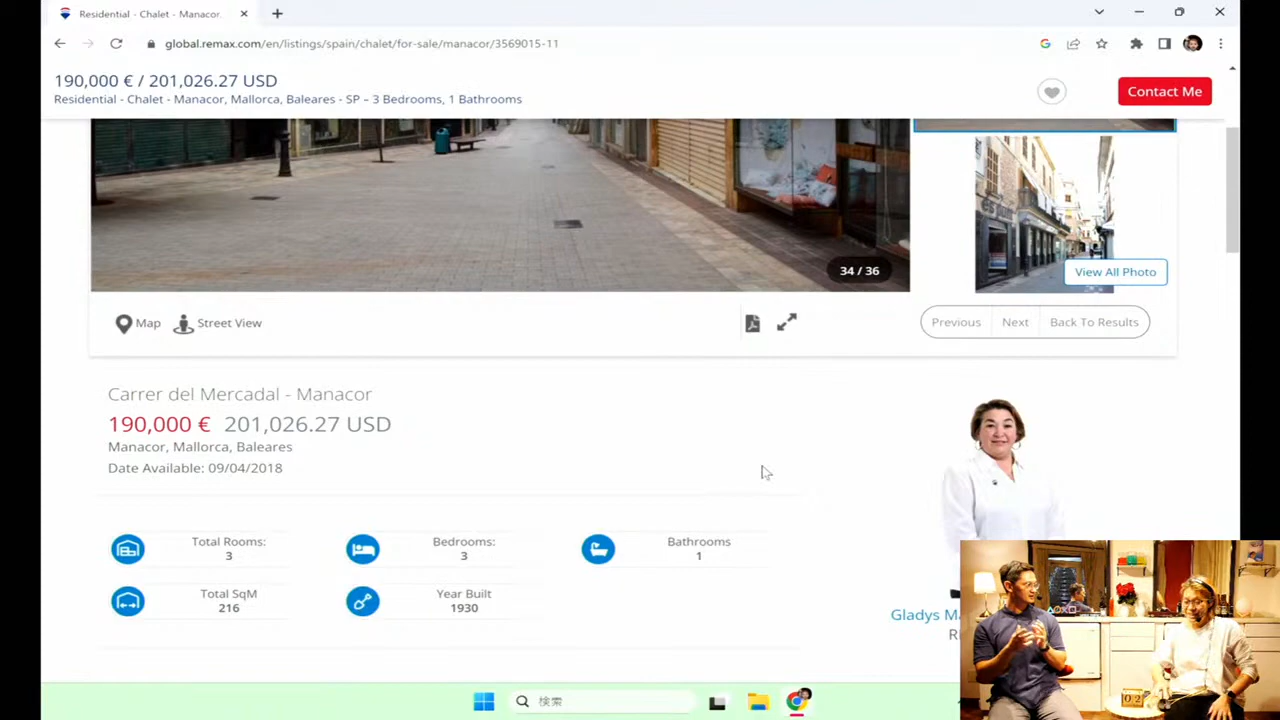 Residential - Chalet - Manacor
global.remax.com/en/listings/spain/chalet/for-sale/manacor/3569015-11
190,000 € / 201,026.27 USD
Residential - Chalet - Manacor, Mallorca, Baleares - SP – 3 Bedrooms, 1 Bathrooms
Contact Me
34 / 36
View All Photo
Map
Street View
Previous
Next
Back To Results
Carrer del Mercadal - Manacor
190,000 € 201,026.27 USD
Manacor, Mallorca, Baleares
Date Available: 09/04/2018
Total Rooms:
3
Bedrooms:
3
Bathrooms
1
Total SqM
216
Year Built
1930
Gladys
検索
02